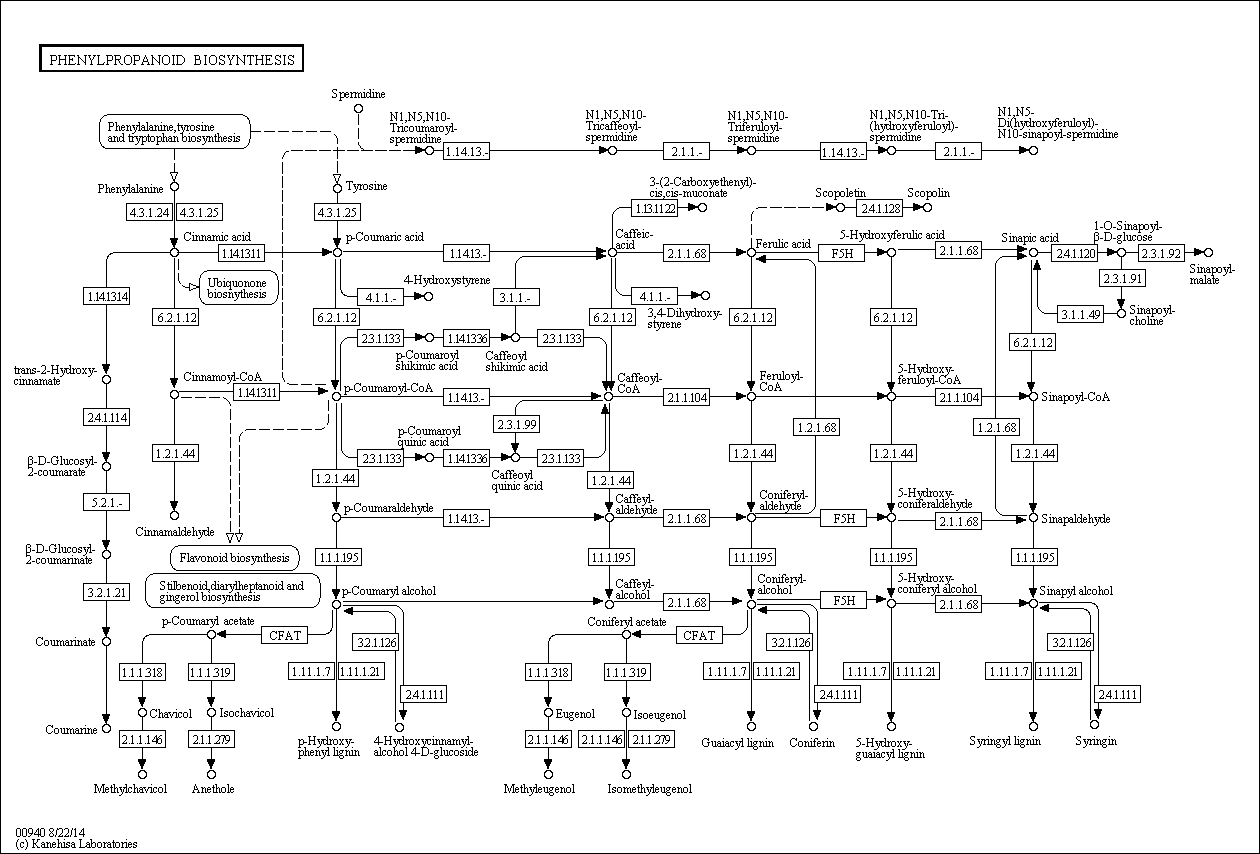 PHENYLPROPANOID BIOSYNTHESIS
Spermidine
Phenylalanine,tyrosine
and tryptophan biosynthesis
N1,N5,N10-
Tricoumaroyl-
spermidine
N1,N5,N10-
Tricaffeoyl-
spermidine
N1,N5,N10-
Triferuloyl-
spermidine
N1,N5,N10-Tri-
(hydroxyferuloyl)-
spermidine
N1,N5-
Di(hydroxyferuloyl)-
N10-sinapoyl-spermidine
1.14.13.-
2.1.1.-
1.14.13.-
2.1.1.-
Phenylalanine
Tyrosine
3-(2-Carboxyethenyl)-
cis,cis-muconate
Scopoletin
Scopolin
4.3.1.24
4.3.1.25
4.3.1.25
1.13.1122
2.4.1.128
Cinnamic acid
p-Coumaric acid
Caffeic-
acid
Ferulic acid
5-Hydroxyferulic acid
Sinapic acid
1-O-Sinapoyl-
β-D-glucose
1.14.1311
1.14.13.-
2.1.1.68
F5H
2.1.1.68
2.4.1.120
2.3.1.92
Sinapoyl-
malate
Ubiquonone
biosnythesis
4-Hydroxystyrene
2.3.1.91
1.14.1314
4.1.1.-
3.1.1.-
4.1.1.-
3,4-Dihydroxy-
styrene
3.1.1.49
Sinapoyl-
choline
6.2.1.12
6.2.1.12
6.2.1.12
6.2.1.12
6.2.1.12
6.2.1.12
2.3.1.133
1.14.1336
2.3.1.133
p-Coumaroyl
shikimic acid
Caffeoyl
shikimic acid
trans-2-Hydroxy-
cinnamate
Cinnamoyl-CoA
p-Coumaroyl-CoA
Caffeoyl-
CoA
Feruloyl-
CoA
5-Hydroxy-
feruloyl-CoA
Sinapoyl-CoA
1.14.1311
1.14.13.-
2.1.1.104
2.1.1.104
2.4.1.114
2.3.1.99
1.2.1.68
1.2.1.68
p-Coumaroyl
quinic acid
β-D-Glucosyl-
2-coumarate
1.2.1.44
2.3.1.133
1.14.1336
2.3.1.133
1.2.1.44
1.2.1.44
1.2.1.44
Caffeoyl
quinic acid
1.2.1.44
1.2.1.44
5.2.1.-
Cinnamaldehyde
p-Coumaraldehyde
Caffeyl-
aldehyde
Coniferyl-
aldehyde
5-Hydroxy-
coniferaldehyde
Sinapaldehyde
1.14.13.-
2.1.1.68
F5H
2.1.1.68
β-D-Glucosyl-
2-coumarinate
Flavonoid biosynthesis
1.1.1.195
1.1.1.195
1.1.1.195
1.1.1.195
1.1.1.195
Stilbenoid,diarylheptanoid and
gingerol biosynthesis
3.2.1.21
p-Coumaryl alcohol
Caffeyl-
alcohol
Coniferyl-
alcohol
5-Hydroxy-
coniferyl alcohol
Sinapyl alcohol
2.1.1.68
F5H
2.1.1.68
p-Coumaryl acetate
CFAT
Coniferyl acetate
CFAT
Coumarinate
3.2.1.126
3.2.1.126
3.2.1.126
1.1.1.318
1.1.1.319
1.11.1.7
1.11.1.21
1.1.1.318
1.1.1.319
1.11.1.7
1.11.1.21
1.11.1.7
1.11.1.21
1.11.1.7
1.11.1.21
2.4.1.111
2.4.1.111
2.4.1.111
Chavicol
Isochavicol
Eugenol
Isoeugenol
Coumarine
2.1.1.146
2.1.1.279
p-Hydroxy-
phenyl lignin
4-Hydroxycinnamyl-
alcohol 4-D-glucoside
2.1.1.146
2.1.1.146
2.1.1.279
Guaiacyl lignin
Coniferin
5-Hydroxy-
guaiacyl lignin
Syringyl lignin
Syringin
Methylchavicol
Anethole
Methyleugenol
Isomethyleugenol
00940 8/22/14
(c) Kanehisa Laboratories